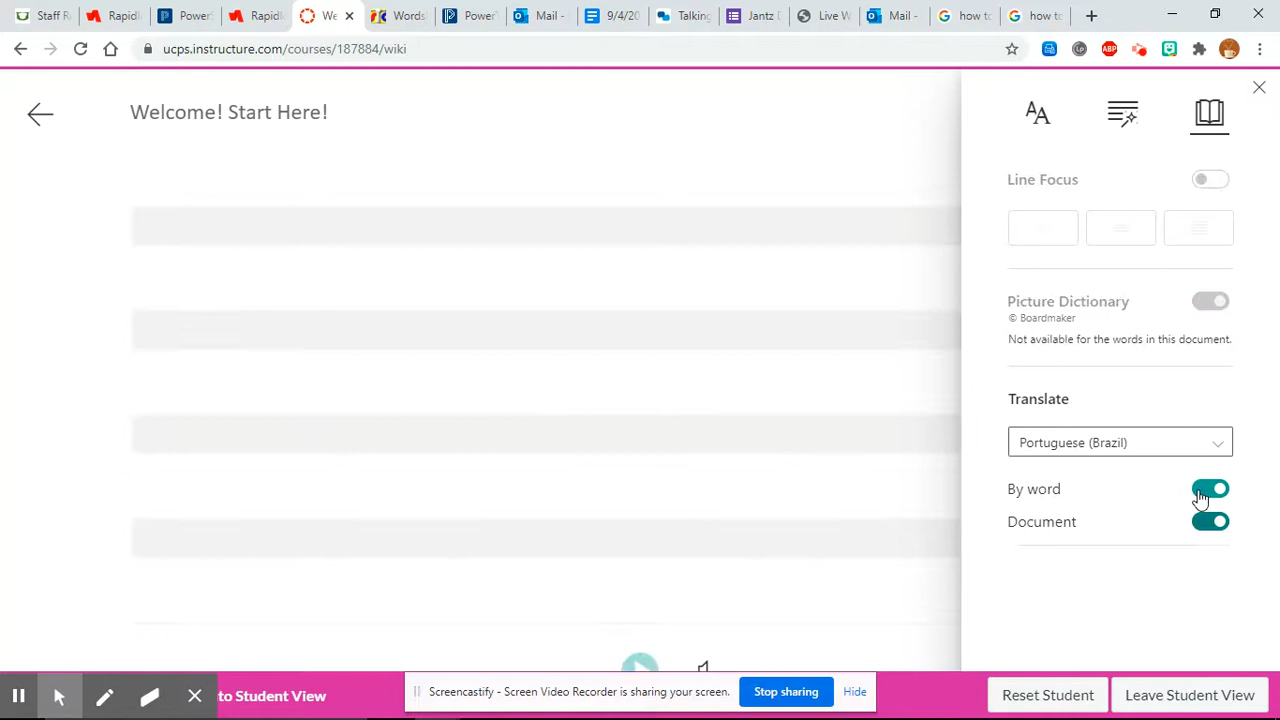 Staff
Power
Rapidk
We
Words
Power
Mail -
9/4/20
Talking
Jantz D
Live W
Mail -
how to
how to
ucps.instructure.com/courses/187884/wiki
Welcome! Start Here!
Line Focus
Picture Dictionary
© Boardmaker
Not available for the words in this document.
Translate
Portuguese (Brazil)
By word
Document
to Student View
Screencastify - Screen Video Recorder is sharing your screen.
Stop sharing
Hide
Reset Student
Leave Student View